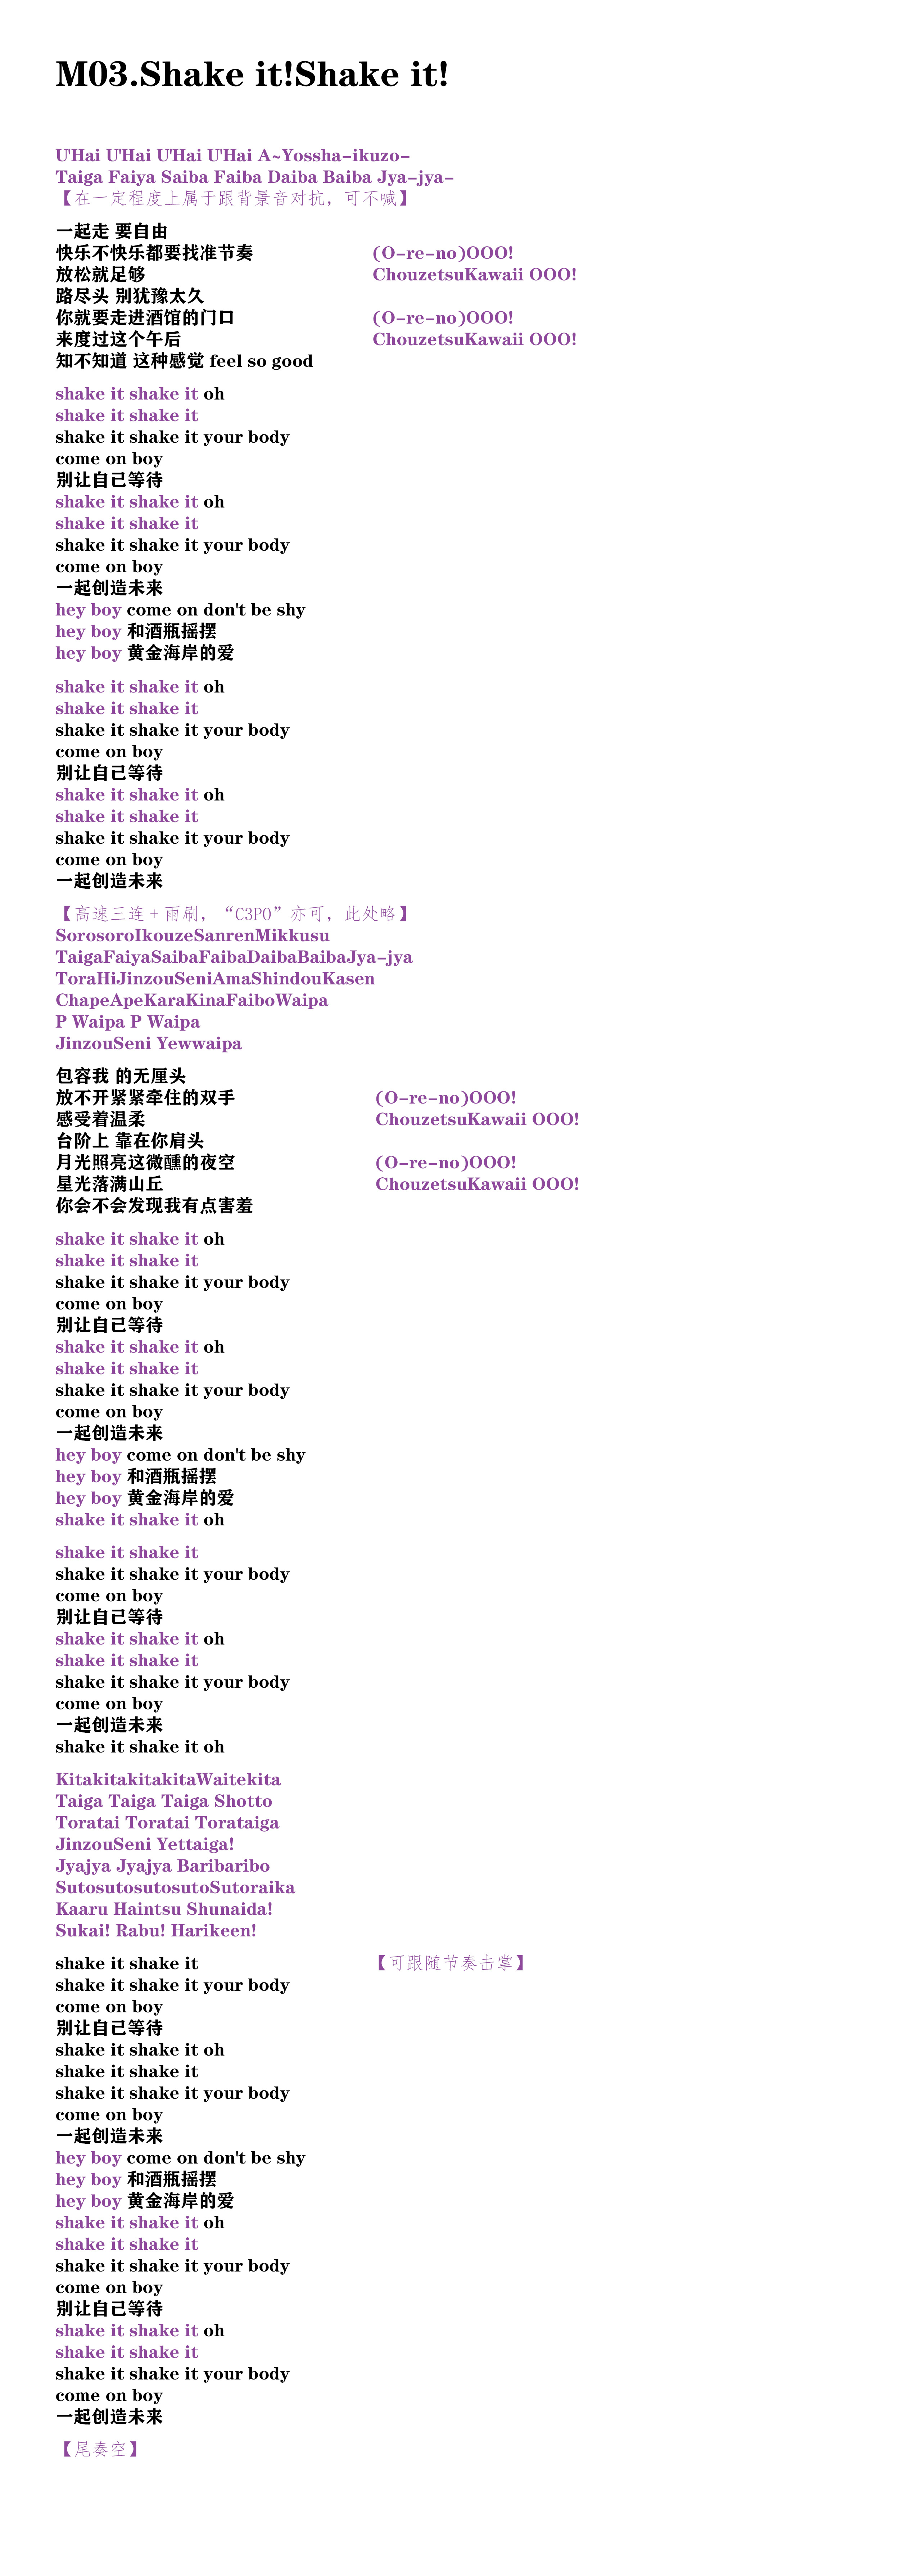 M03.Shake it!Shake it!
U'Hai U'Hai U'Hai U'Hai A~Yossha-ikuzo-
Taiga Faiya Saiba Faiba Daiba Baiba Jya-jya-
【在一定程度上属于跟背景音对抗，可不喊】
一起走 要自由
快乐不快乐都要找准节奏 (O-re-no)OOO!
放松就足够 ChouzetsuKawaii OOO!
路尽头 别犹豫太久
你就要走进酒馆的门口 (O-re-no)OOO!
来度过这个午后 ChouzetsuKawaii OOO!
知不知道 这种感觉 feel so good
shake it shake it oh
shake it shake it
shake it shake it your body
come on boy
别让自己等待
shake it shake it oh
shake it shake it
shake it shake it your body
come on boy
一起创造未来
hey boy come on don't be shy
hey boy 和酒瓶摇摆
hey boy 黄金海岸的爱
shake it shake it oh
shake it shake it
shake it shake it your body
come on boy
别让自己等待
shake it shake it oh
shake it shake it
shake it shake it your body
come on boy
一起创造未来
【高速三连＋雨刷，“C3PO”亦可，此处略】
SorosoroIkouzeSanrenMikkusu
TaigaFaiyaSaibaFaibaDaibaBaibaJya-jya
ToraHiJinzouSeniAmaShindouKasen
ChapeApeKaraKinaFaiboWaipa
P Waipa P Waipa
JinzouSeni Yewwaipa
包容我 的无厘头
放不开紧紧牵住的双手 (O-re-no)OOO!
感受着温柔 ChouzetsuKawaii OOO!
台阶上 靠在你肩头
月光照亮这微醺的夜空 (O-re-no)OOO!
星光落满山丘 ChouzetsuKawaii OOO!
你会不会发现我有点害羞
shake it shake it oh
shake it shake it
shake it shake it your body
come on boy
别让自己等待
shake it shake it oh
shake it shake it
shake it shake it your body
come on boy
一起创造未来
hey boy come on don't be shy
hey boy 和酒瓶摇摆
hey boy 黄金海岸的爱
shake it shake it oh
shake it shake it
shake it shake it your body
come on boy
别让自己等待
shake it shake it oh
shake it shake it
shake it shake it your body
come on boy
一起创造未来
shake it shake it oh
KitakitakitakitaWaitekita
Taiga Taiga Taiga Shotto
Toratai Toratai Torataiga
JinzouSeni Yettaiga!
Jyajya Jyajya Baribaribo
SutosutosutosutoSutoraika
Kaaru Haintsu Shunaida!
Sukai! Rabu! Harikeen!
shake it shake it 【可跟随节奏击掌】
shake it shake it your body
come on boy
别让自己等待
shake it shake it oh
shake it shake it
shake it shake it your body
come on boy
一起创造未来
hey boy come on don't be shy
hey boy 和酒瓶摇摆
hey boy 黄金海岸的爱
shake it shake it oh
shake it shake it
shake it shake it your body
come on boy
别让自己等待
shake it shake it oh
shake it shake it
shake it shake it your body
come on boy
一起创造未来
【尾奏空】